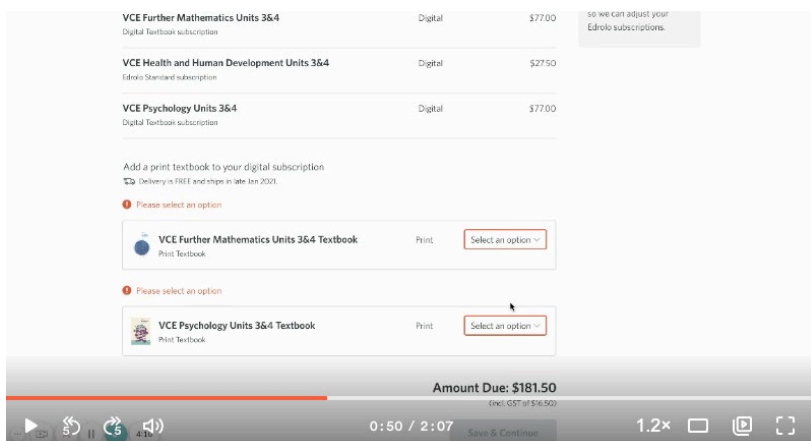 VCE Further Mathematics Units 3&4 Digital $77.00
Digital Textbook subscription
so we can adjust your
Edrolo subscriptions.
VCE Health and Human Development Units 3&4 Digital $27.50
Edrolo Standard subscription
VCE Psychology Units 3&4 Digital $77.00
Digital Textbook subscription
Add a print textbook to your digital subscription
Delivery is FREE and ships in late Jan 2021.
Please select an option
VCE Further Mathematics Units 3&4 Textbook Print Select an option
Print Textbook
Please select an option
VCE Psychology Units 3&4 Textbook Print Select an option
Print Textbook
Amount Due: $181.50
(incl. GST of $16.50)
Save & Continue
5 5 0:50 / 2:07 1.2×